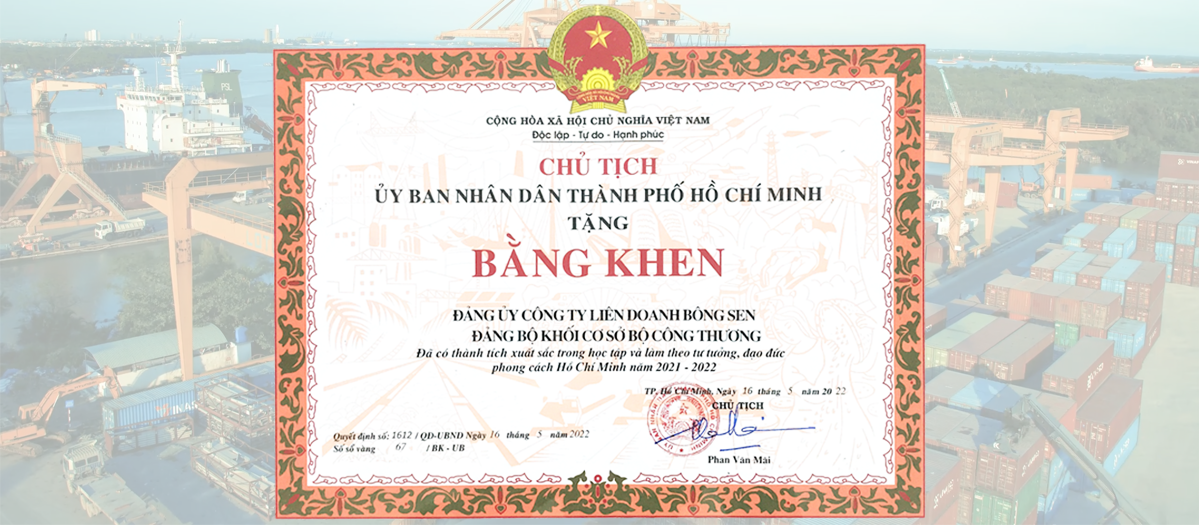 PSL
VIỆT NAM
CỘNG HÒA XÃ HỘI CHỦ NGHĨA VIỆT NAM
Độc lập - Tự do - Hạnh phúc
CHỦ TỊCH
ỦY BAN NHÂN DÂN THÀNH PHỐ HỒ CHÍ MINH
TẶNG
BẰNG KHEN
ĐẢNG ỦY CÔNG TY LIÊN DOANH BÔNG SEN
ĐẢNG BỘ KHỐI CƠ SỞ BỘ CÔNG THƯƠNG
Đã có thành tích xuất sắc trong học tập và làm theo tư tưởng, đạo đức
phong cách Hồ Chí Minh năm 2021 - 2022
TP. Hồ Chí Minh, Ngày 16 tháng 5 năm 2022
CHỦ TỊCH
Quyết định số: 1612 / QĐ-UBND Ngày 16 tháng 5 năm 2022
Số sổ vàng 67 / BK - UB
Phan Văn Mãi